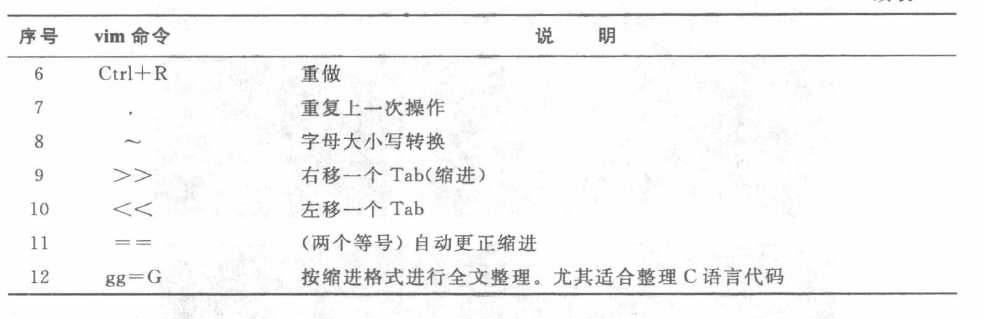 序号 vim 命令 说 明
6 Ctrl+R 重做
7 . 重复上一次操作
8 ~ 字母大小写转换
9 >> 右移一个 Tab(缩进)
10 << 左移一个 Tab
11 == (两个等号)自动更正缩进
12 gg=G 按缩进格式进行全文整理。尤其适合整理 C 语言代码